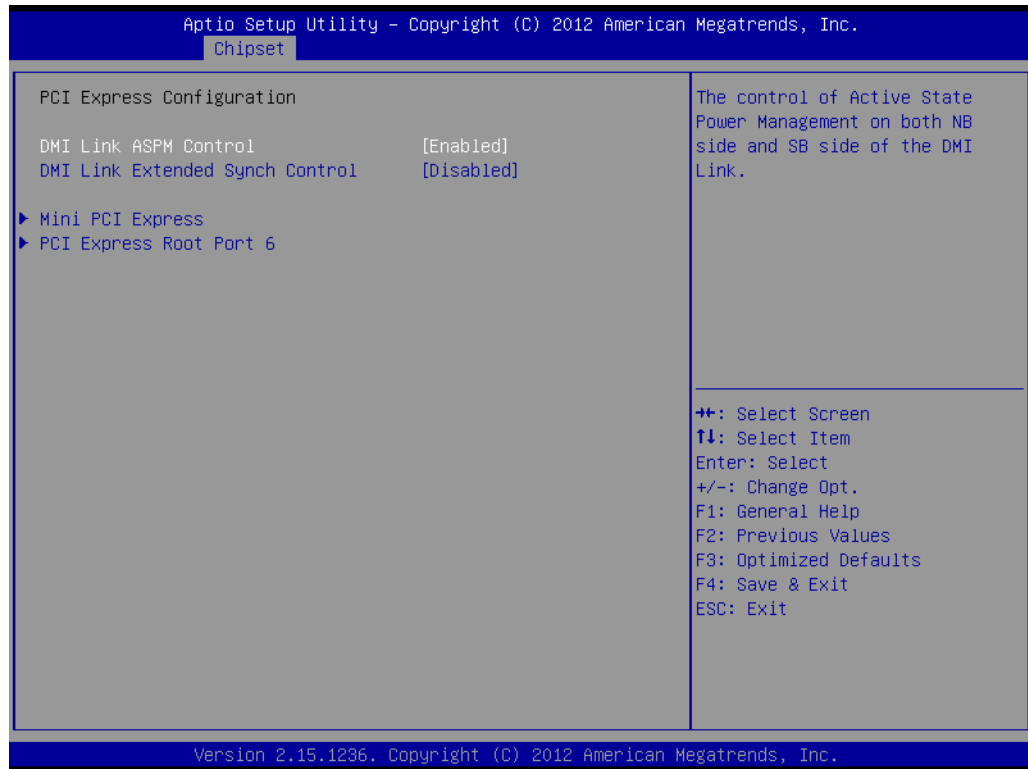 Aptio Setup Utility – Copyright (C) 2012 American Megatrends, Inc.
Chipset
PCI Express Configuration
DMI Link ASPM Control [Enabled]
DMI Link Extended Synch Control [Disabled]
▶ Mini PCI Express
▶ PCI Express Root Port 6
The control of Active State
Power Management on both NB
side and SB side of the DMI
Link.
→←: Select Screen
↑↓: Select Item
Enter: Select
+/-: Change Opt.
F1: General Help
F2: Previous Values
F3: Optimized Defaults
F4: Save & Exit
ESC: Exit
Version 2.15.1236. Copyright (C) 2012 American Megatrends, Inc.